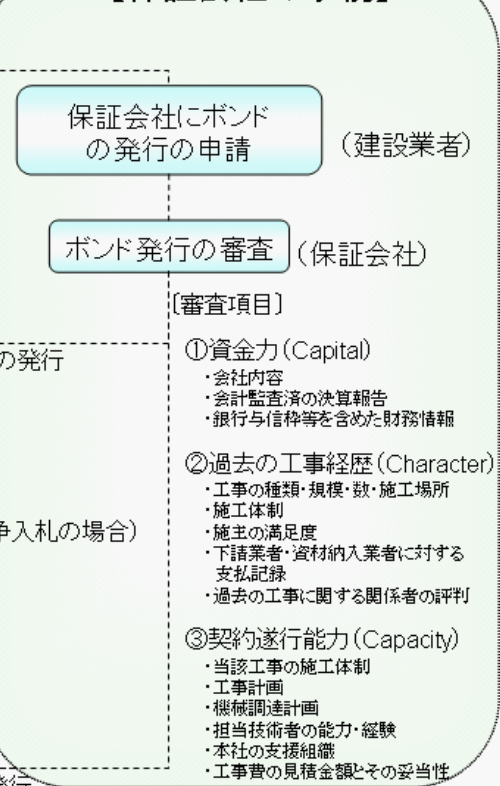 保証会社にボンド
の発行の申請
（建設業者）
ボンド発行の審査
（保証会社）
［審査項目］
の発行
①資金力（Capital）
・会社内容
・会計監査済の決算報告
・銀行与信枠等を含めた財務情報
②過去の工事経歴（Character）
・工事の種類・規模・数・施工場所
・施工体制
・施主の満足度
争入札の場合）
・下請業者・資材納入業者に対する
支払記録
・過去の工事に関する関係者の評判
③契約遂行能力（Capacity）
・当該工事の施工体制
・工事計画
・機械調達計画
・担当技術者の能力・経験
・本社の支援組織
・工事費の見積金額とその妥当性